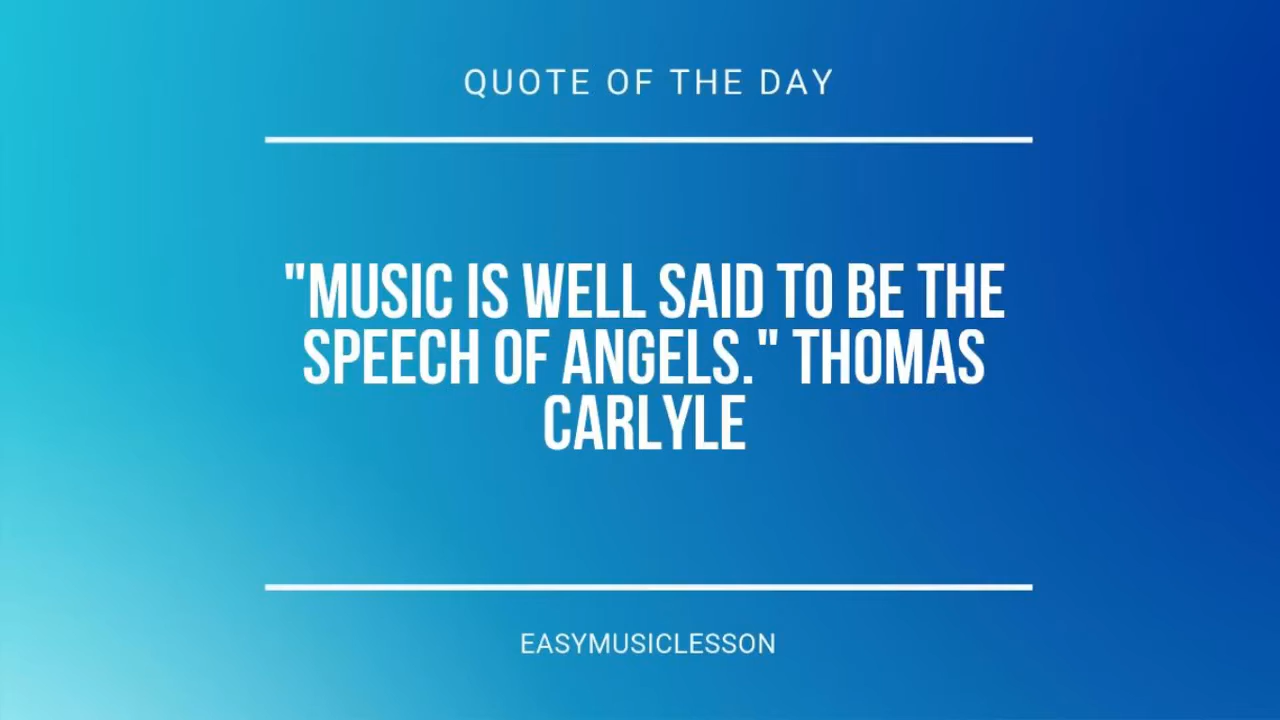 QUOTE OF THE DAY
"MUSIC IS WELL SAID TO BE THE
SPEECH OF ANGELS." THOMAS
CARLYLE
EASYMUSICLESSON